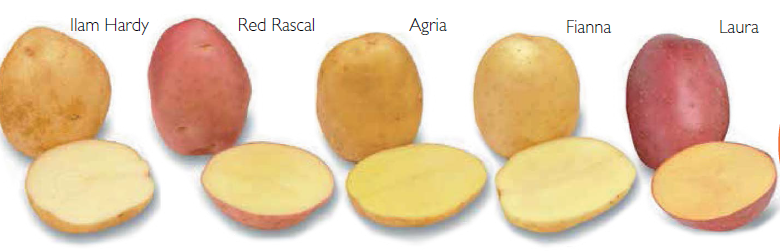 Ilam Hardy
Red Rascal
Agria
Fianna
Laura